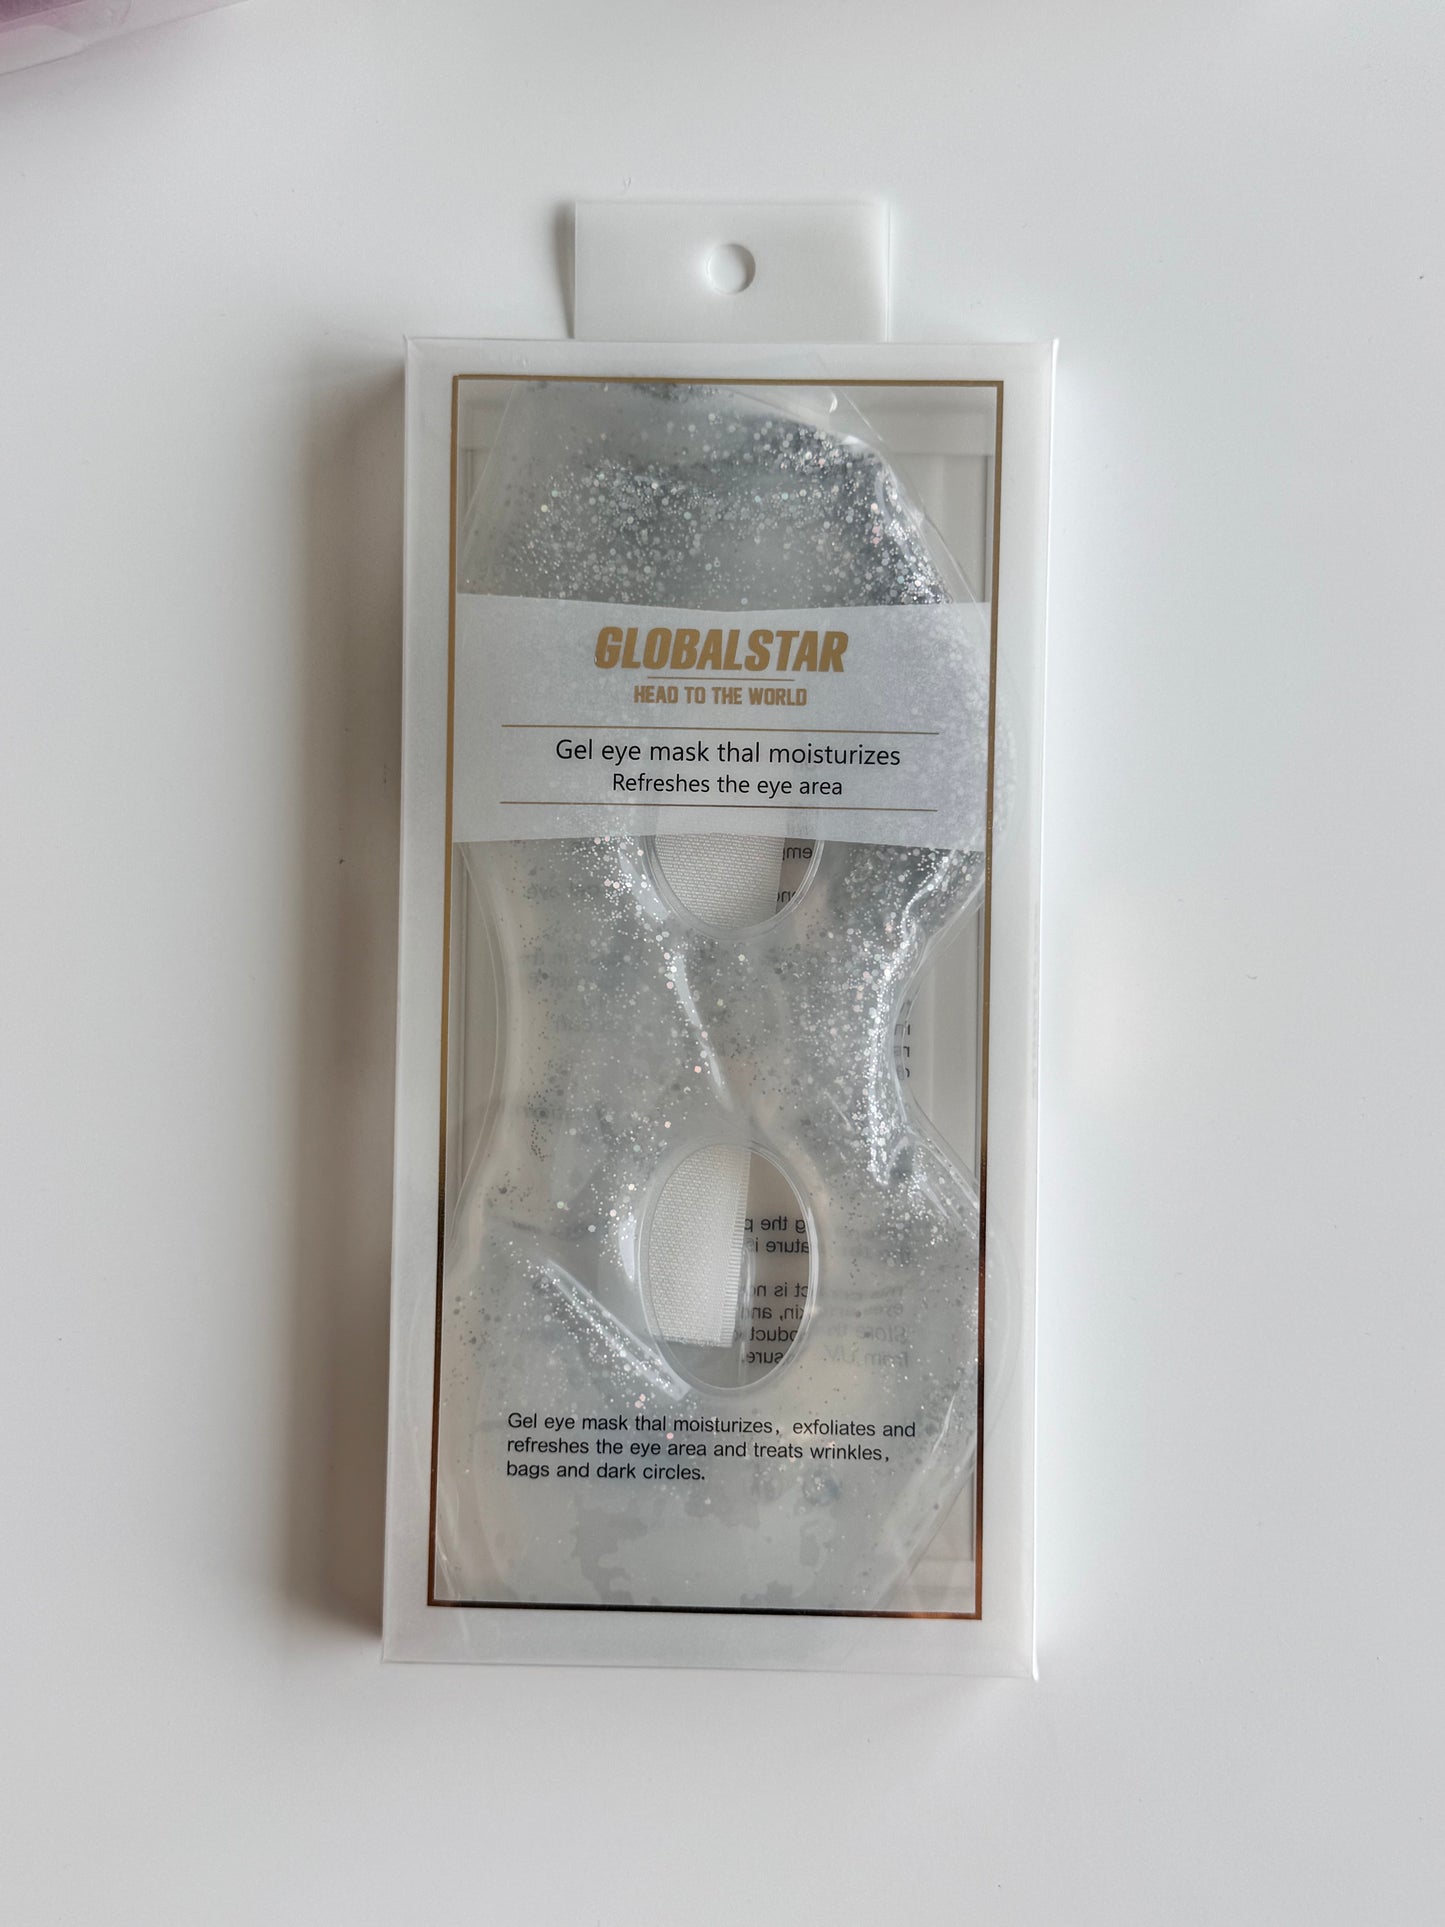 GLOBALSTAR
HEAD TO THE WORLD
Gel eye mask thal moisturizes
Refreshes the eye area
Gel eye mask thal moisturizes, exfoliates and
refreshes the eye area and treats wrinkles,
bags and dark circles.